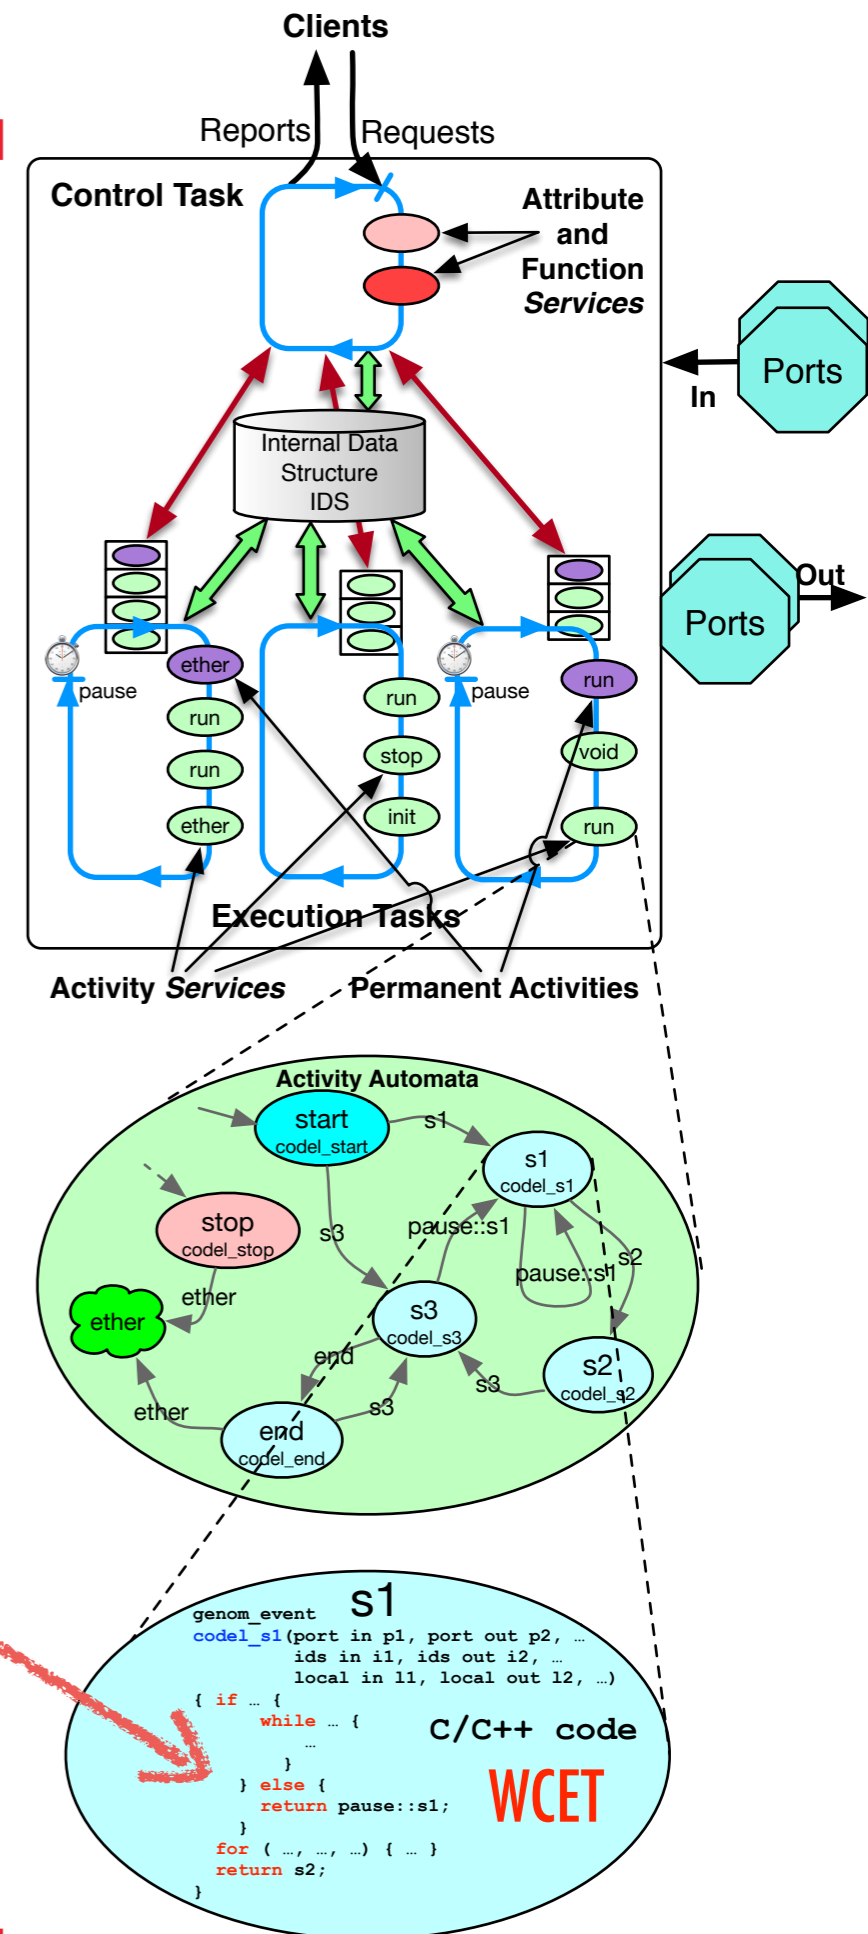 Clients
Reports
Requests
Control Task
Attribute
and
Function
Services
Ports
In
Internal Data
Structure
IDS
Out
Ports
pause
ether
run
run
ether
run
stop
init
pause
run
void
run
Execution Tasks
Activity Services
Permanent Activities
Activity Automata
start
codel_start
s1
s1
codel_s1
stop
codel_stop
s3
pause::s1
pause::s1
s2
ether
ether
s3
codel_s3
end
s2
codel_s2
s3
s3
ether
end
codel_end
s1
genom_event
codel_s1(port in p1, port out p2, …
ids in i1, ids out i2, …
local in l1, local out l2, …)
{ if … {
while … {
…
}
} else {
return pause::s1;
}
for ( …, …, …) { … }
return s2;
}
C/C++ code
WCET